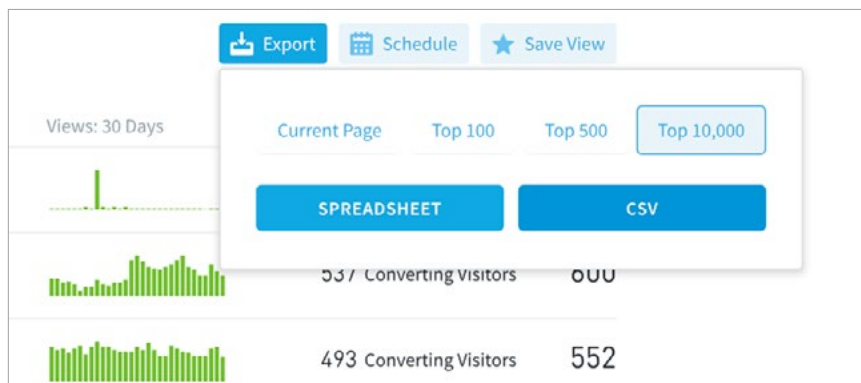 Export Schedule Save View
Views: 30 Days
Current Page Top 100 Top 500 Top 10,000
SPREADSHEET CSV
537 Converting Visitors 600
493 Converting Visitors 552